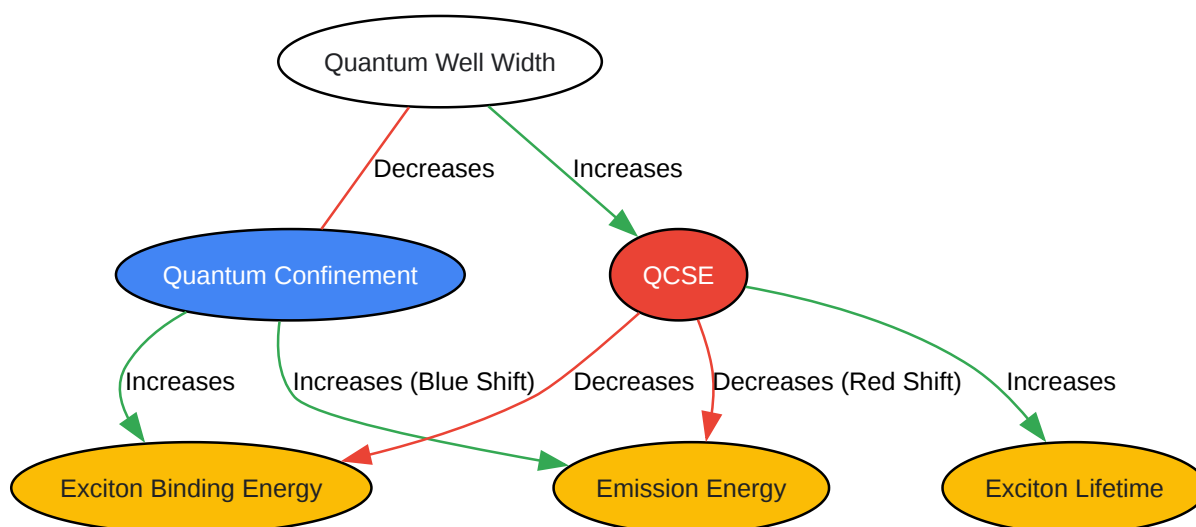 Quantum Well Width
Decreases
Increases
Quantum Confinement
QCSE
Increases
Increases (Blue Shift)
Decreases
Decreases (Red Shift)
Increases
Exciton Binding Energy
Emission Energy
Exciton Lifetime